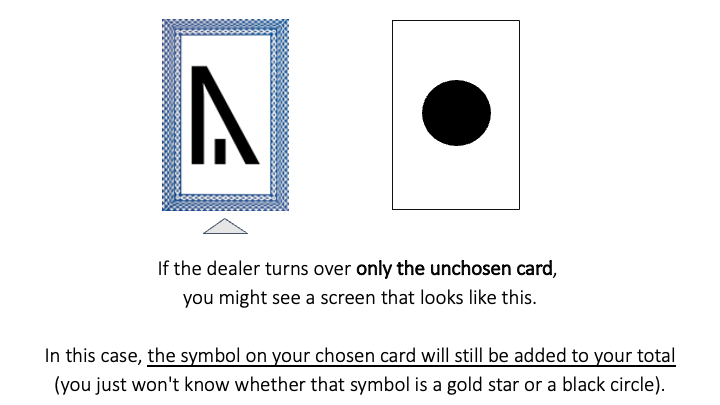 If the dealer turns over only the unchosen card,
you might see a screen that looks like this.
In this case, the symbol on your chosen card will still be added to your total
(you just won't know whether that symbol is a gold star or a black circle).